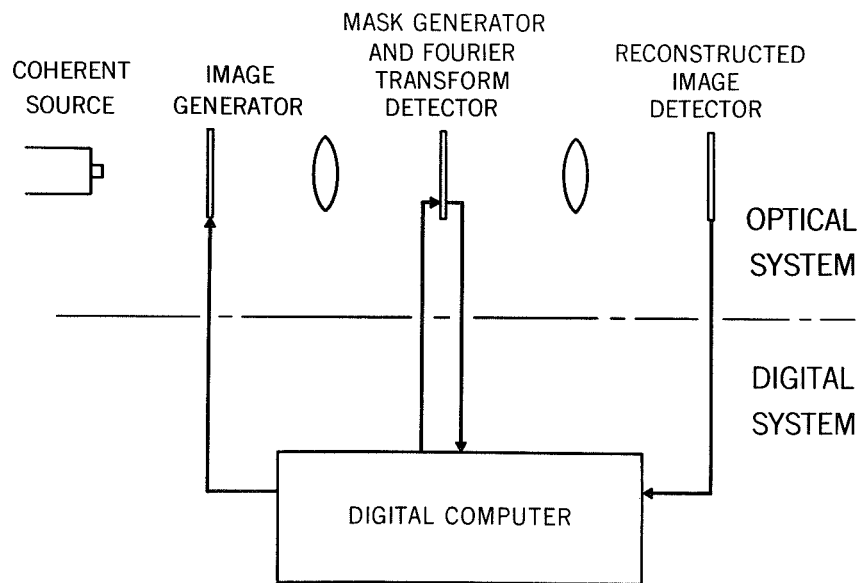 COHERENT
SOURCE
IMAGE
GENERATOR
MASK GENERATOR
AND FOURIER
TRANSFORM
DETECTOR
RECONSTRUCTED
IMAGE
DETECTOR
OPTICAL
SYSTEM
DIGITAL
SYSTEM
DIGITAL COMPUTER